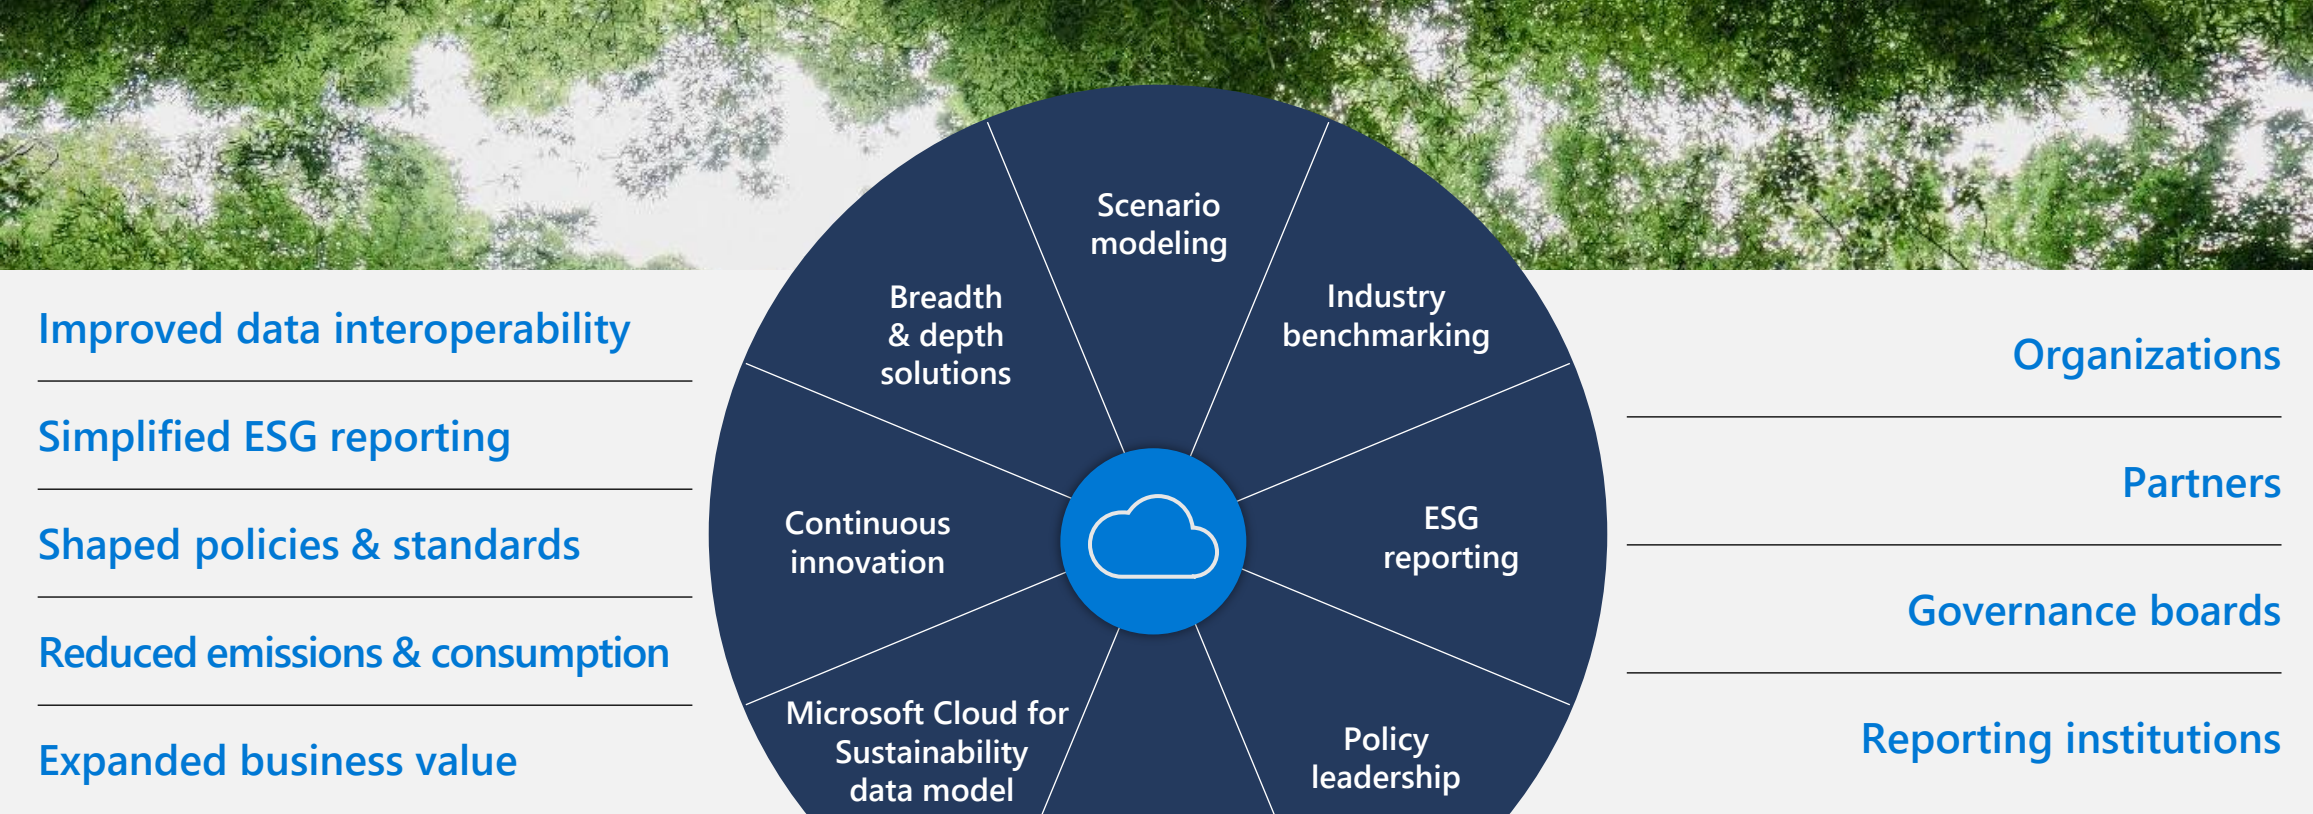 Improved data interoperability
Simplified ESG reporting
Shaped policies & standards
Reduced emissions & consumption
Expanded business value
Scenario
modeling
Breadth
& depth
solutions
Industry
benchmarking
Continuous
innovation
ESG
reporting
Microsoft Cloud for
Sustainability
data model
Policy
leadership
Organizations
Partners
Governance boards
Reporting institutions